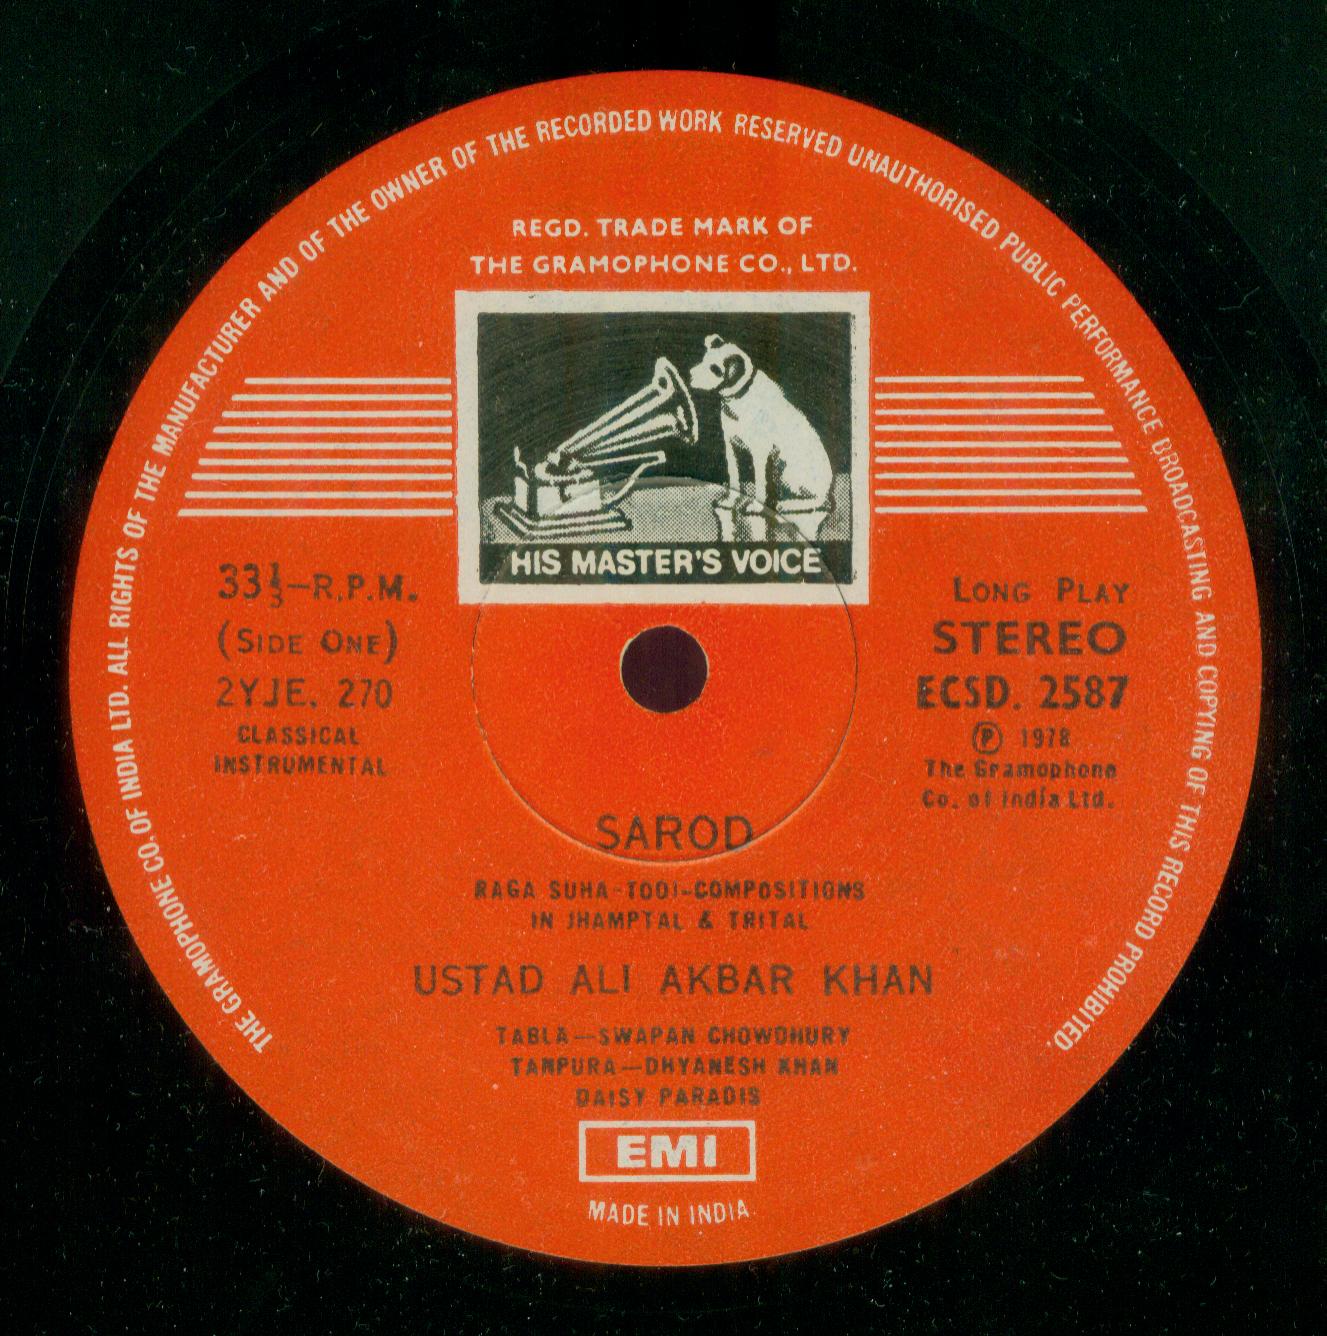 THE GRAMOPHONE CO. OF INDIA LTD. ALL RIGHTS OF THE MANUFACTURER AND OF THE OWNER OF THE RECORDED WORK RESERVED UNAUTHORISED PUBLIC PERFORMANCE BROADCASTING AND COPYING OF THIS RECORD PROHIBITED.
REGD. TRADE MARK OF
THE GRAMOPHONE CO., LTD.
HIS MASTER'S VOICE
33⅓—R.P.M.
(SIDE ONE)
2YJE. 270
CLASSICAL
INSTRUMENTAL
LONG PLAY
STEREO
ECSD. 2587
℗ 1978
The Gramophone
Co. of India Ltd.
SAROD
RAGA SUHA-TODI-COMPOSITIONS
IN JHAMPTAL & TRITAL
USTAD ALI AKBAR KHAN
TABLA—SWAPAN CHOWDHURY
TANPURA—DHYANESH KHAN
DAISY PARADIS
EMI
MADE IN INDIA